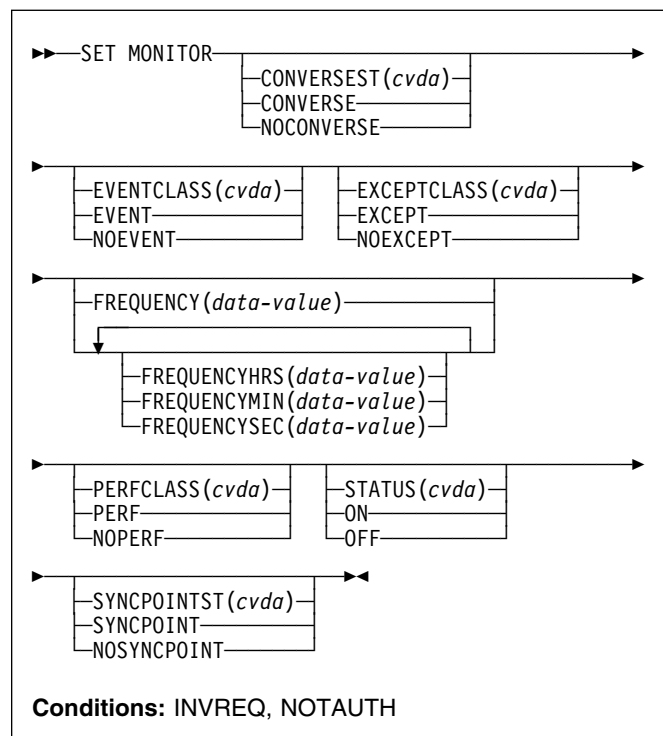 SET MONITOR
CONVERSEST(cvda)
CONVERSE
NOCONVERSE
EVENTCLASS(cvda) EXCEPTCLASS(cvda)
EVENT EXCEPT
NOEVENT NOEXCEPT
FREQUENCY(data-value)
FREQUENCYHRS(data-value)
FREQUENCYMIN(data-value)
FREQUENCYSEC(data-value)
PERFCLASS(cvda) STATUS(cvda)
PERF ON
NOPERF OFF
SYNCPOINTST(cvda)
SYNCPOINT
NOSYNCPOINT
Conditions: INVREQ, NOTAUTH